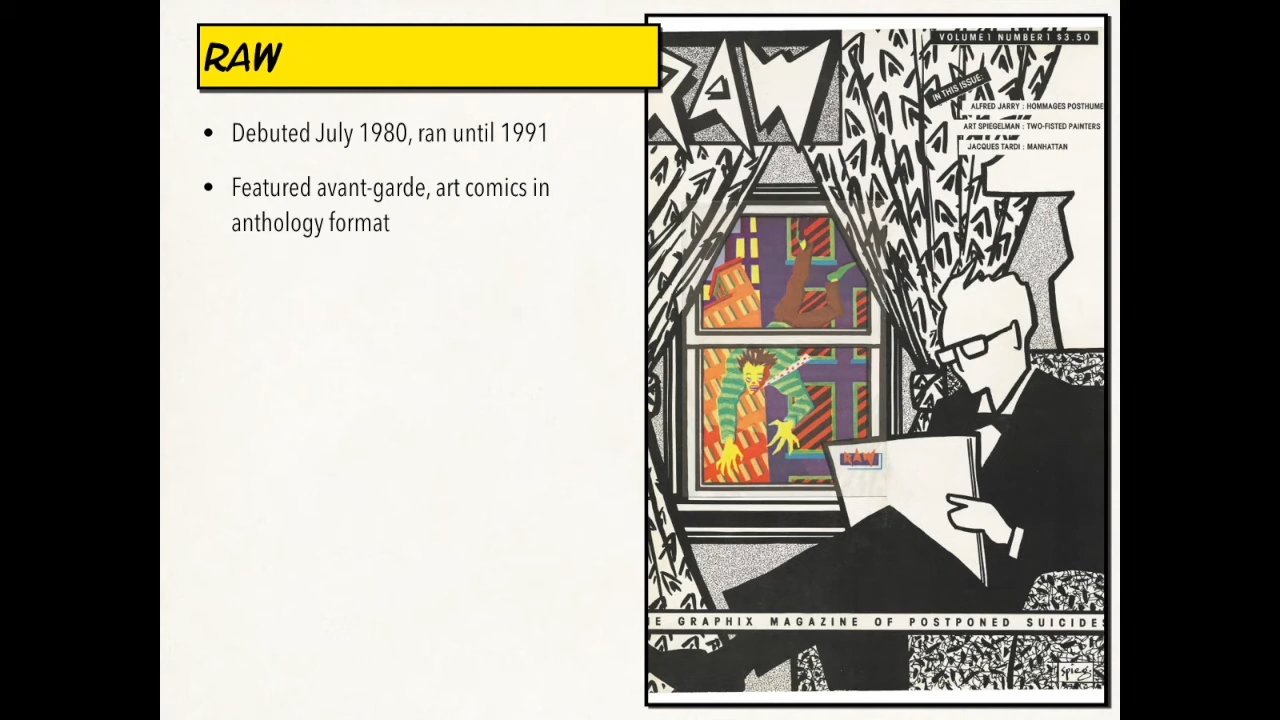 RAW
• Debuted July 1980, ran until 1991
• Featured avant-garde, art comics in
anthology format
RAW
VOLUME 1 NUMBER 1 $3.50
IN THIS ISSUE:
ALFRED JARRY : HOMMAGES POSTHUME
ART SPIEGELMAN : TWO-FISTED PAINTERS
JACQUES TARDI : MANHATTAN
RAW
E GRAPHIX MAGAZINE OF POSTPONED SUICIDES
spieg